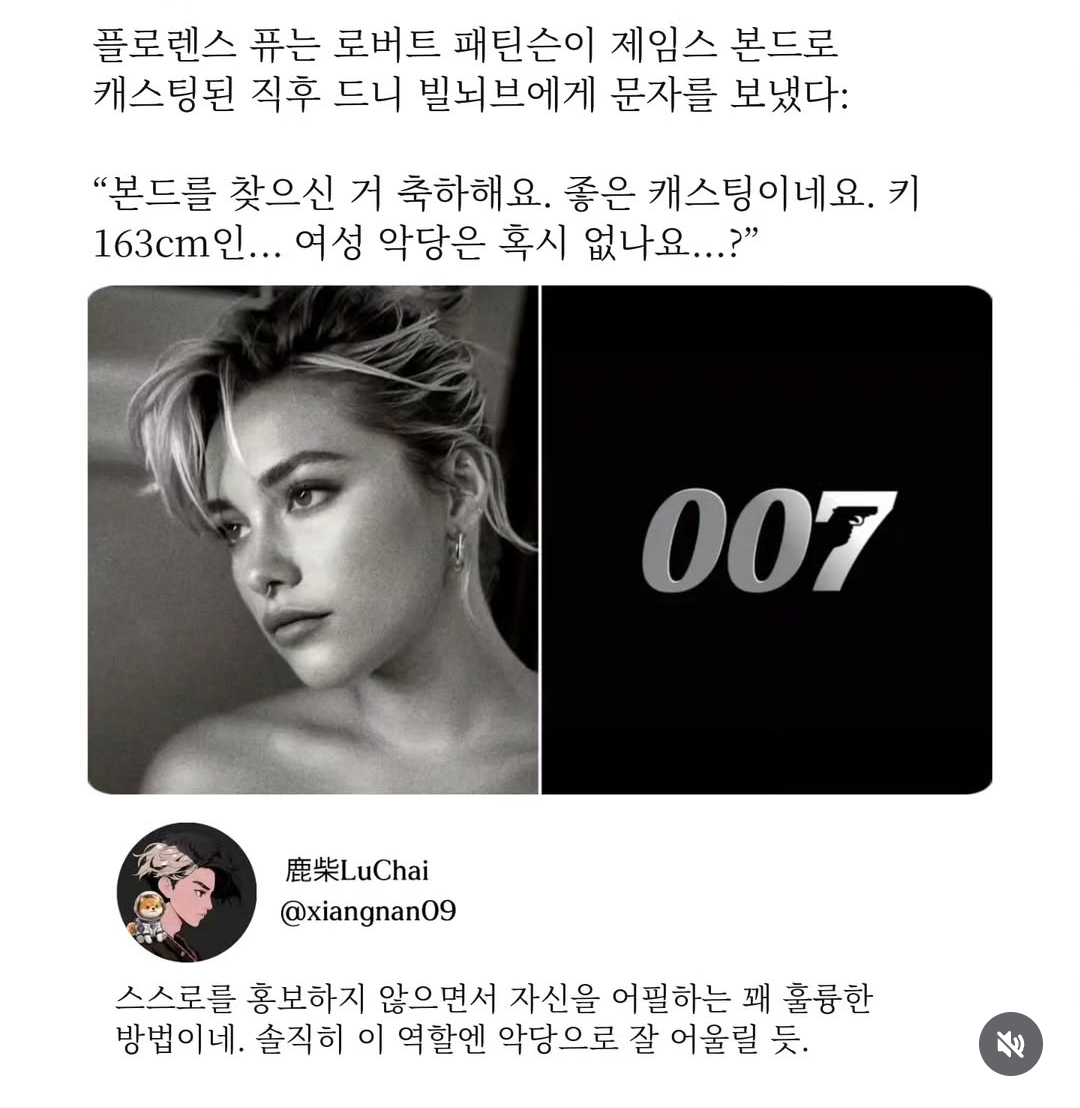 플로렌스 퓨는 로버트 패틴슨이 제임스 본드로
캐스팅된 직후 드니 빌뇌브에게 문자를 보냈다:
“본드를 찾으신 거 축하해요. 좋은 캐스팅이네요. 키
163cm인... 여성 악당은 혹시 없나요...?”
007
鹿柴LuChai
@xiangnan09
스스로를 홍보하지 않으면서 자신을 어필하는 꽤 훌륭한
방법이네. 솔직히 이 역할엔 악당으로 잘 어울릴 듯.